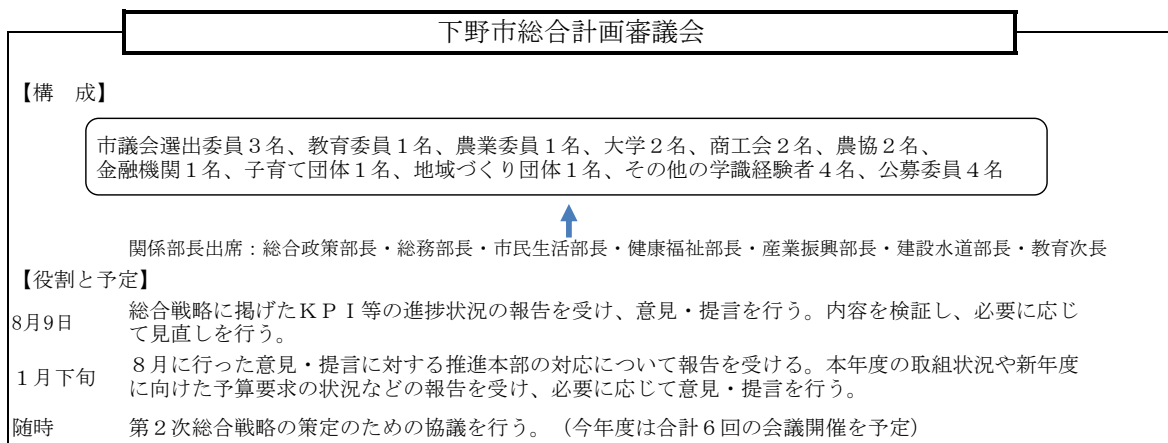 下野市総合計画審議会
【構　成】
市議会選出委員３名、教育委員１名、農業委員１名、大学２名、商工会２名、農協２名、
金融機関１名、子育て団体１名、地域づくり団体１名、その他の学識経験者４名、公募委員４名
関係部長出席：総合政策部長・総務部長・市民生活部長・健康福祉部長・産業振興部長・建設水道部長・教育次長
【役割と予定】
8月9日　総合戦略に掲げたＫＰＩ等の進捗状況の報告を受け、意見・提言を行う。内容を検証し、必要に応じ
て見直しを行う。
１月下旬　８月に行った意見・提言に対する推進本部の対応について報告を受ける。本年度の取組状況や新年度
に向けた予算要求の状況などの報告を受け、必要に応じて意見・提言を行う。
随時　第２次総合戦略の策定のための協議を行う。（今年度は合計６回の会議開催を予定）